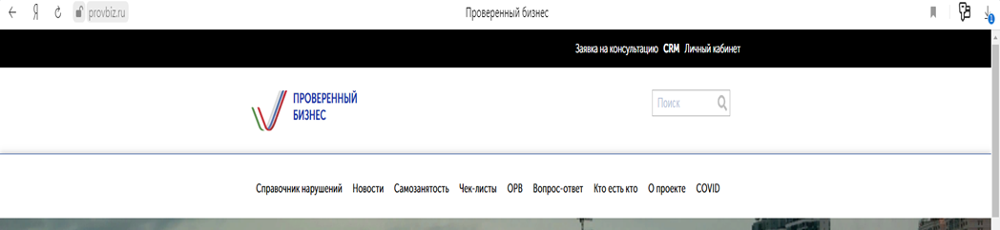 provbiz.ru Проверенный бизнес
1
Заявка на консультацию CRM Личный кабинет
ПРОВЕРЕННЫЙ
БИЗНЕС
Поиск
Справочник нарушений Новости Самозанятость Чек-листы ОРВ Вопрос-ответ Кто есть кто О проекте COVID